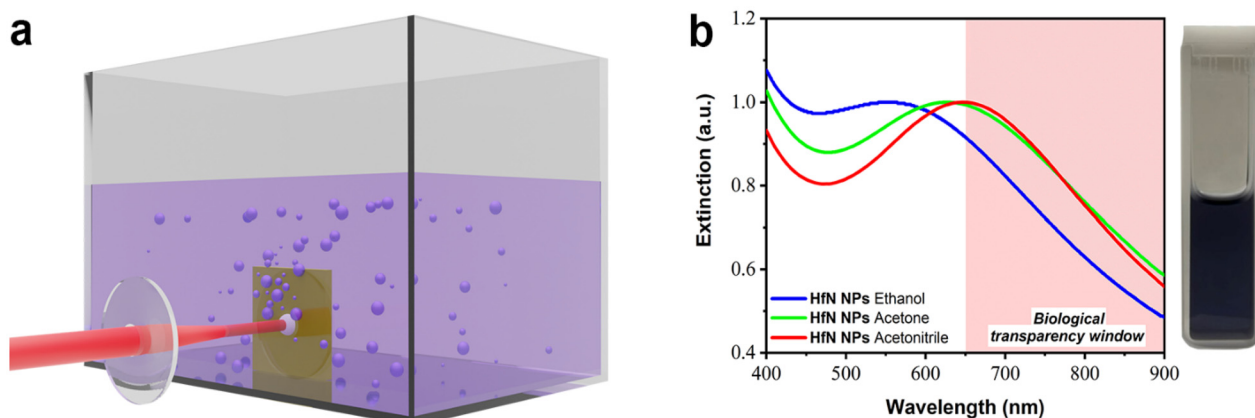 a
b
1.2
1.0
0.8
0.6
0.4
Extinction (a.u.)
HfN NPs Ethanol
HfN NPs Acetone
HfN NPs Acetonitrile
Biological
transparency window
400 500 600 700 800 900
Wavelength (nm)